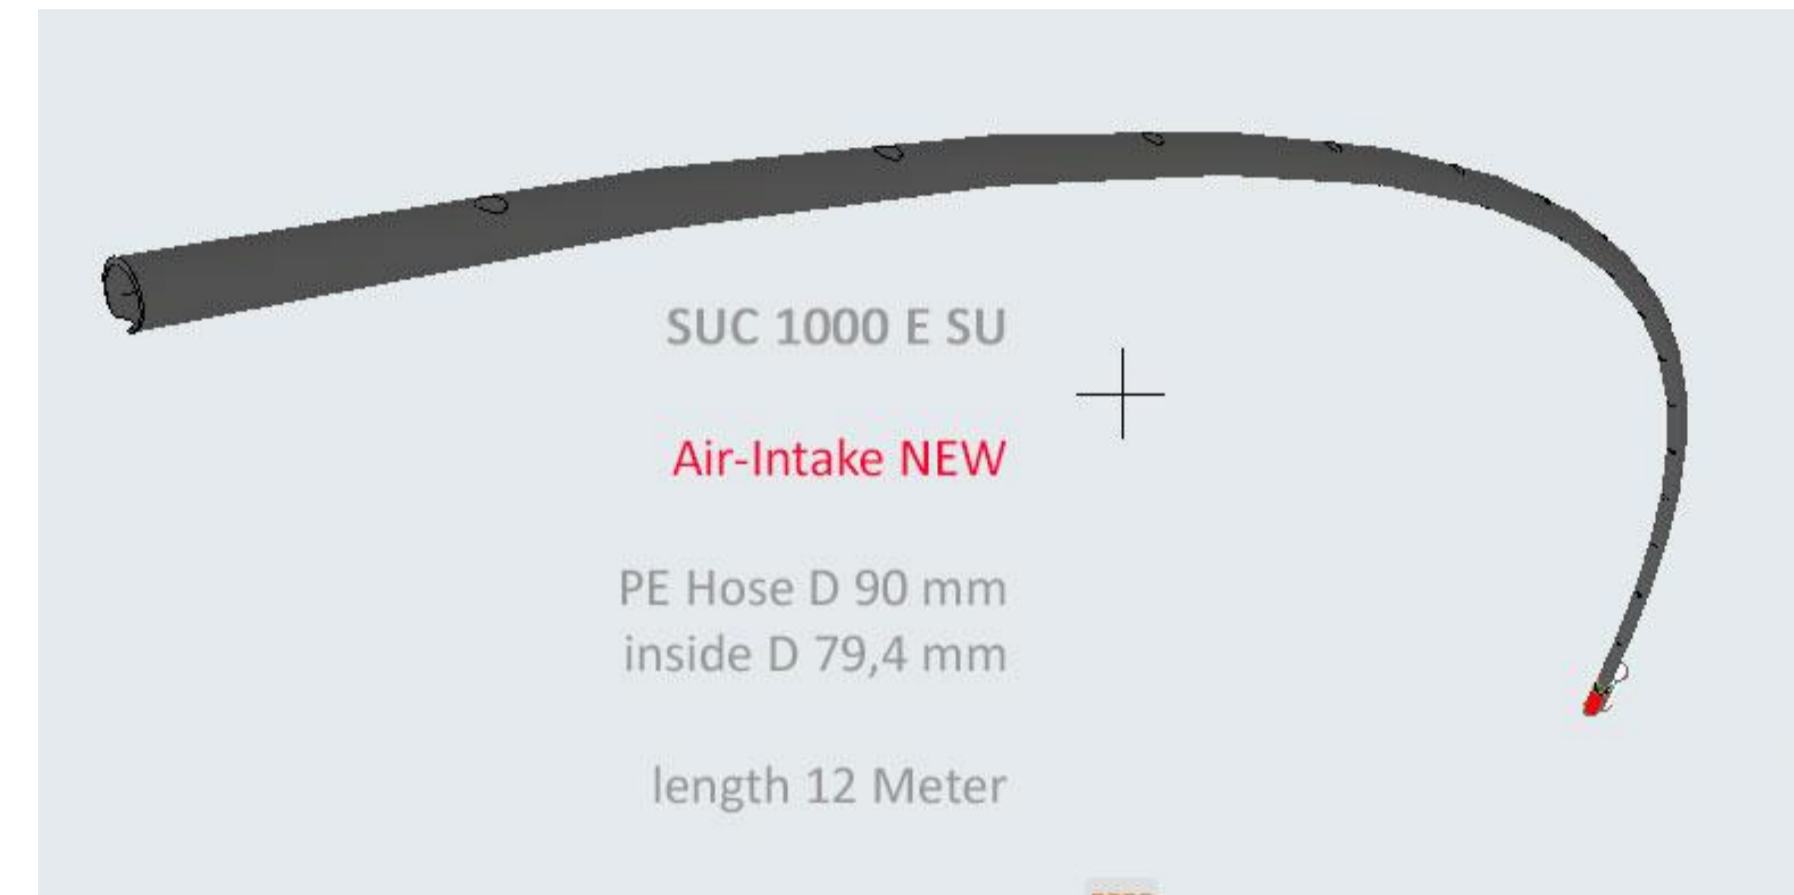 SUC 1000 E SU
Air-Intake NEW
PE Hose D 90 mm
inside D 79,4 mm
length 12 Meter